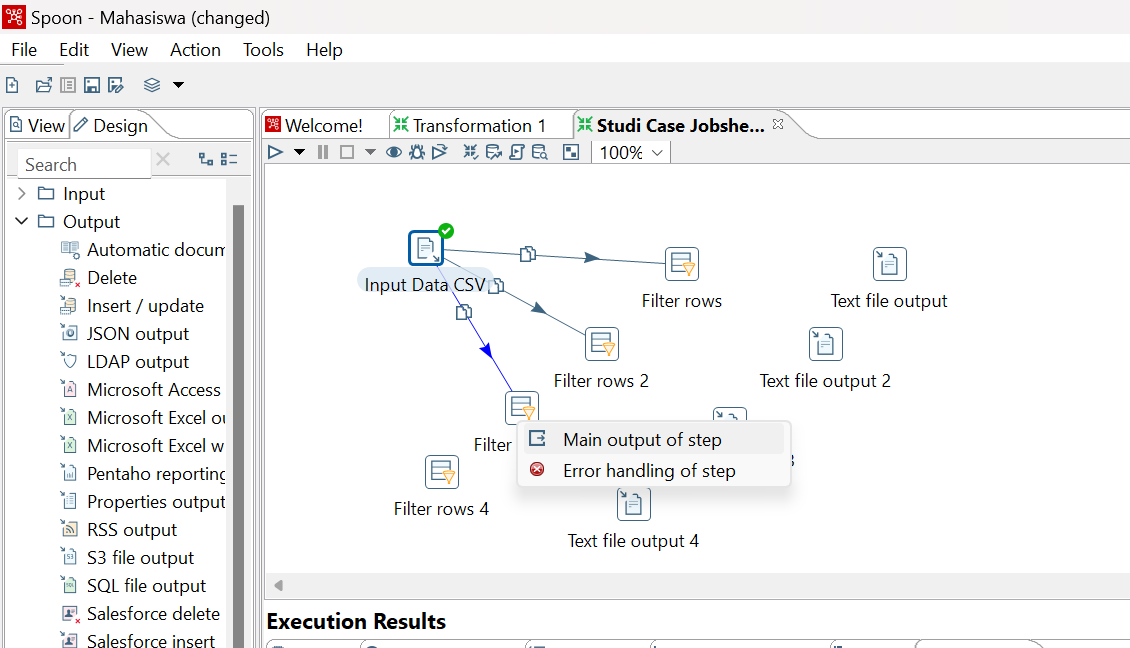 Spoon - Mahasiswa (changed)
File Edit View Action Tools Help
View Design
Welcome! Transformation 1 Studi Case Jobshe...
Search
100%
Input
Output
Automatic docum
Delete
Insert / update
JSON output
LDAP output
Microsoft Access
Microsoft Excel ou
Microsoft Excel w
Pentaho reporting
Properties output
RSS output
S3 file output
SQL file output
Salesforce delete
Salesforce insert
Input Data CSV
Filter rows
Text file output
Filter rows 2
Text file output 2
Filter
Main output of step
Error handling of step
3
Filter rows 4
Text file output 4
Execution Results